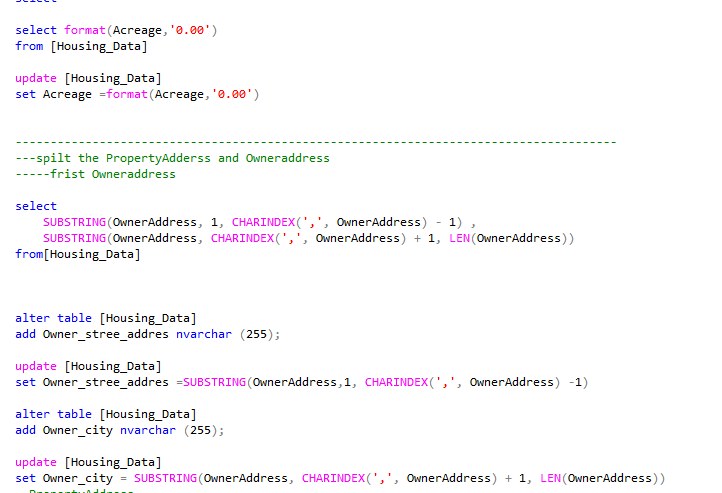 select format(Acreage,'0.00')
from [Housing_Data]
update [Housing_Data]
set Acreage =format(Acreage,'0.00')
--------------------------------------------------------------------------------------
---spilt the PropertyAdderss and Owneraddress
-----frist Owneraddress
select
SUBSTRING(OwnerAddress, 1, CHARINDEX(',', OwnerAddress) - 1) ,
SUBSTRING(OwnerAddress, CHARINDEX(',', OwnerAddress) + 1, LEN(OwnerAddress))
from[Housing_Data]
alter table [Housing_Data]
add Owner_stree_addres nvarchar (255);
update [Housing_Data]
set Owner_stree_addres =SUBSTRING(OwnerAddress,1, CHARINDEX(',', OwnerAddress) -1)
alter table [Housing_Data]
add Owner_city nvarchar (255);
update [Housing_Data]
set Owner_city = SUBSTRING(OwnerAddress, CHARINDEX(',', OwnerAddress) + 1, LEN(OwnerAddress))